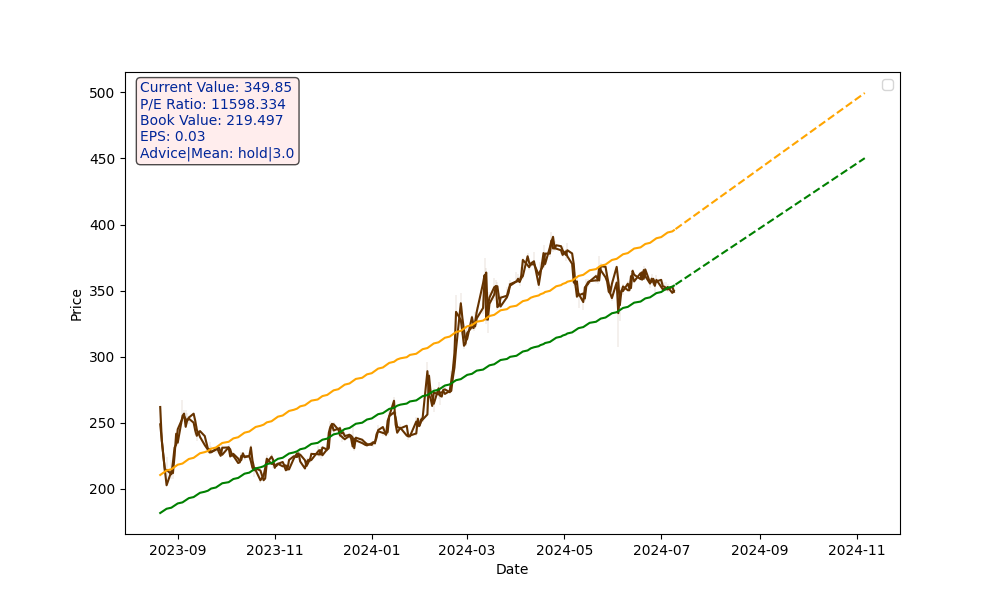 Current Value: 349.85
P/E Ratio: 11598.334
Book Value: 219.497
EPS: 0.03
Advice|Mean: hold|3.0
500
450
400
350
300
250
200
Price
2023-09 2023-11 2024-01 2024-03 2024-05 2024-07 2024-09 2024-11
Date